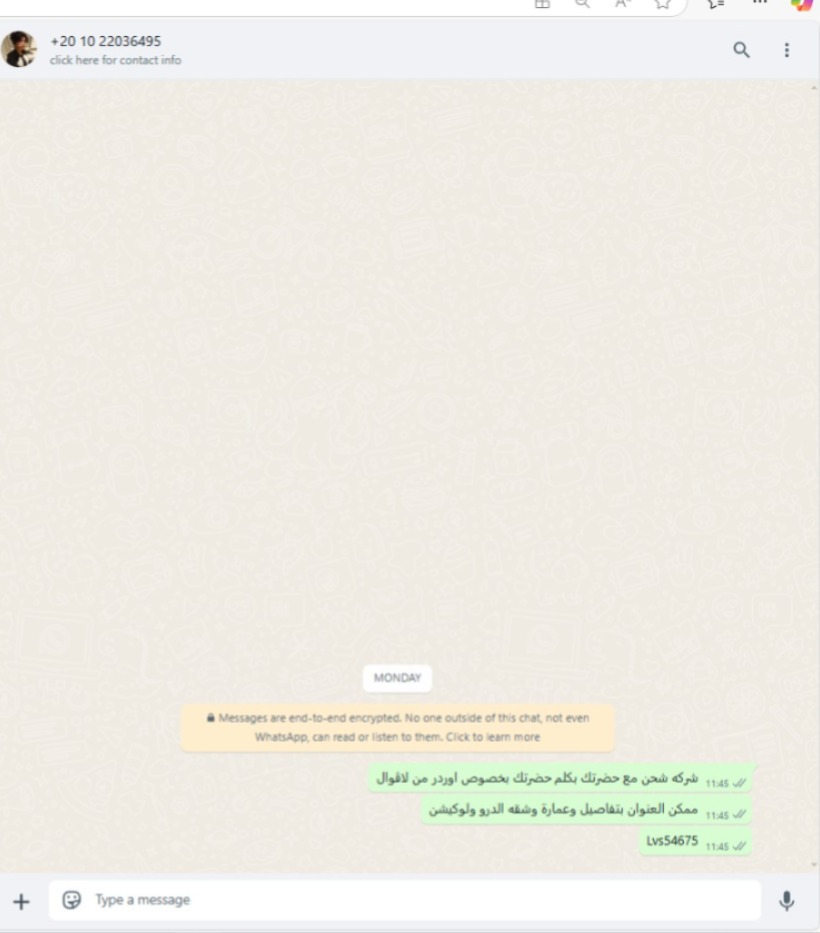 +20 10 22036495
click here for contact info
MONDAY
Messages are end-to-end encrypted. No one outside of this chat, not even
WhatsApp, can read or listen to them. Click to learn more
شركه شحن مع حضرتك بكلم حضرتك بخصوص اوردر من لاڤوال
11:45
ممكن العنوان بتفاصيل وعمارة وشقه الدرو ولوكيشن
11:45
Lvs54675
11:45
Type a message